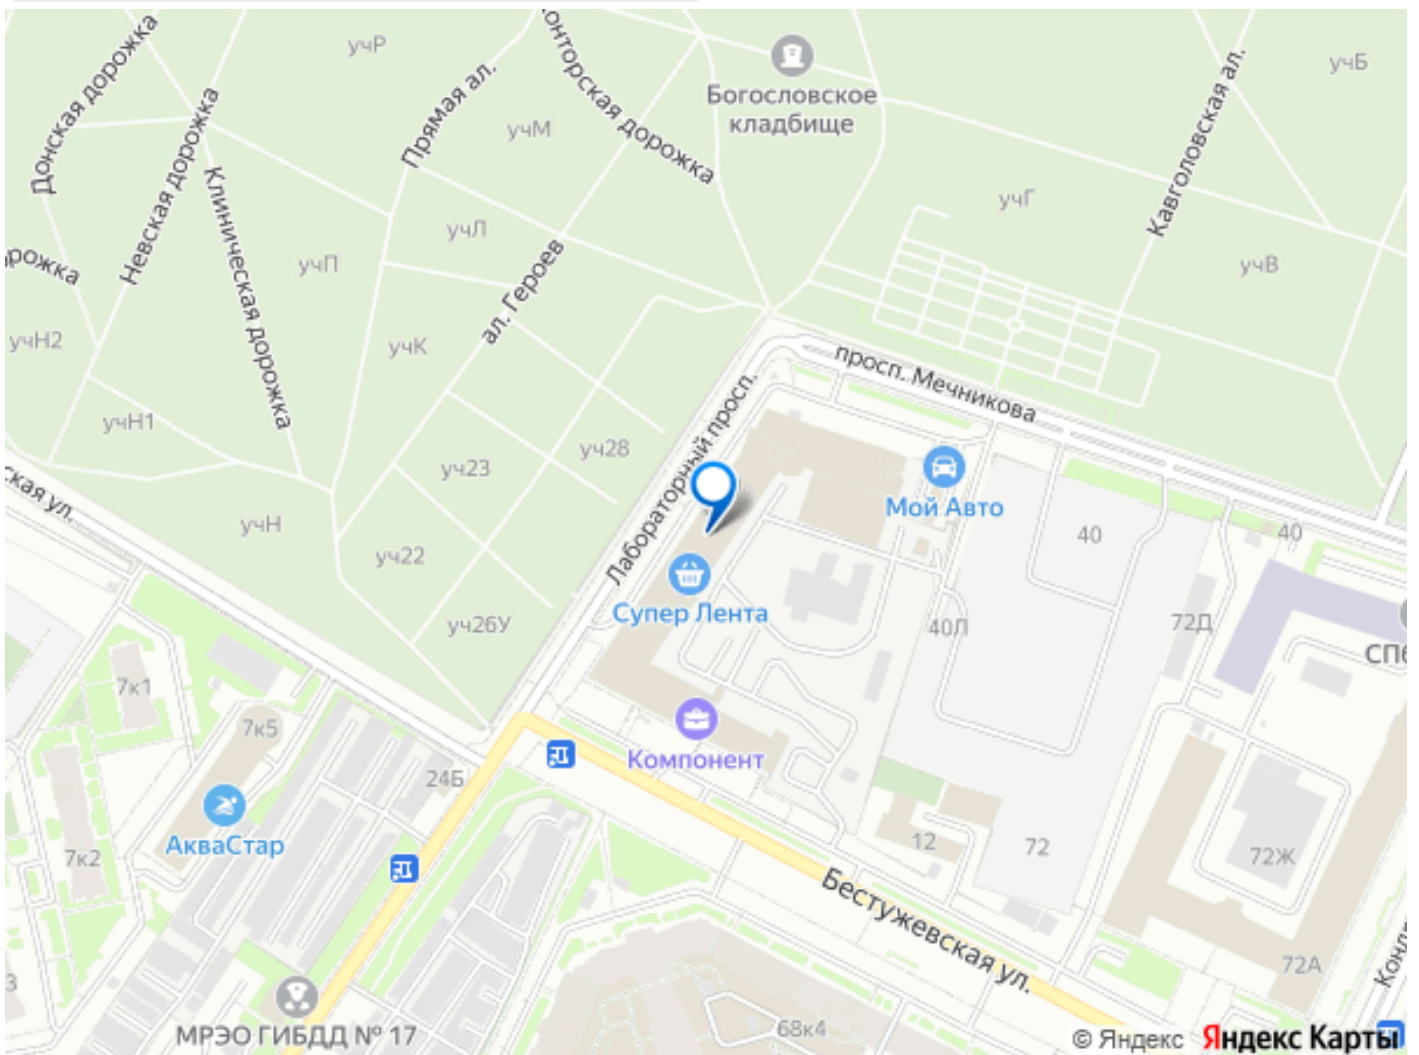 Донская дорожка
Невская дорожка
Клиническая дорожка
Прямая ал.
онторская дорожка
ал. Героев
Кавголовская ал.
Богословское
кладбище
орожка
учР
учМ
учЛ
учП
учК
учН2
учН1
учН
уч23
уч22
уч28
уч26У
учБ
учГ
учВ
ская ул.
Лабораторный просп.
просп. Мечникова
Мой Авто
Супер Лента
Компонент
40
40
40Л
72Д
СПб
7к1
7к5
АкваСтар
7к2
24Б
12
72
72Ж
72А
Бестужевская ул.
Конд
3
МРЭО ГИБДД № 17
68к4
© Яндекс Яндекс Карты